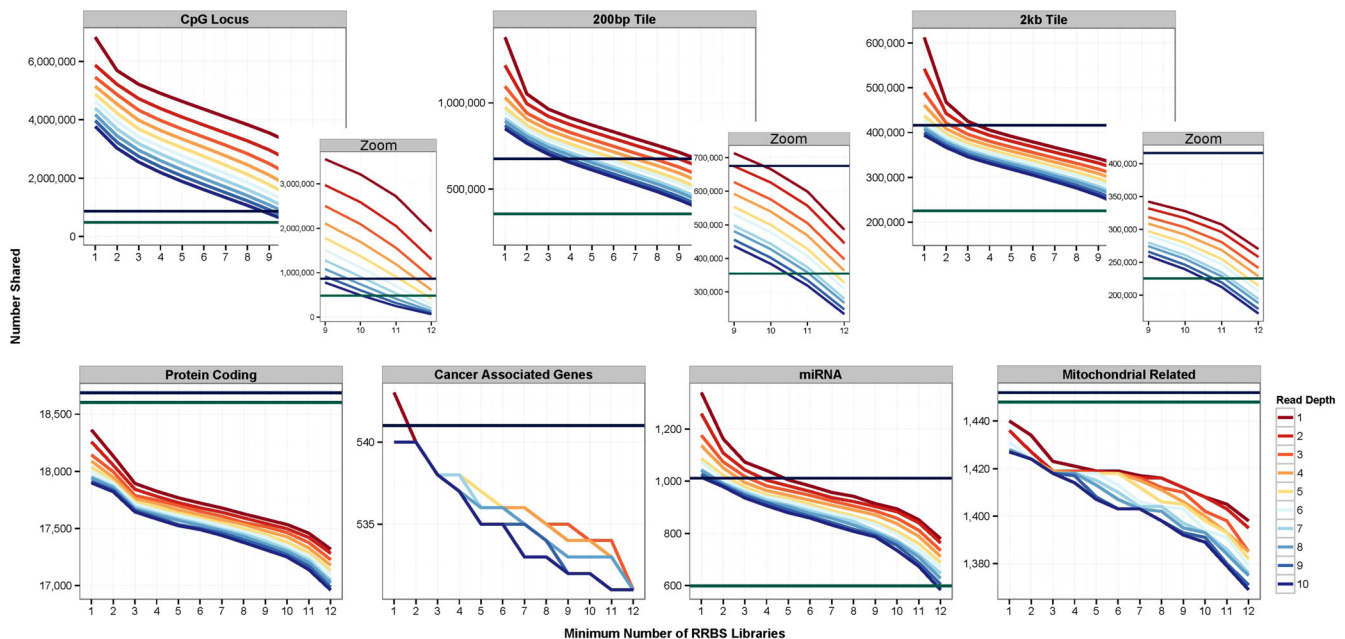 CpG Locus
200bp Tile
2kb Tile
6,000,000
4,000,000
2,000,000
0
1 2 3 4 5 6 7 8 9
Zoom
3,000,000
2,000,000
1,000,000
0
9 10 11 12
1,000,000
500,000
1 2 3 4 5 6 7 8 9
Zoom
700,000
600,000
500,000
400,000
300,000
9 10 11 12
600,000
500,000
400,000
300,000
200,000
1 2 3 4 5 6 7 8 9
Zoom
400,000
350,000
300,000
250,000
200,000
9 10 11 12
Number Shared
Protein Coding
18,500
18,000
17,500
17,000
1 2 3 4 5 6 7 8 9 10 11 12
Cancer Associated Genes
540
535
1 2 3 4 5 6 7 8 9 10 11 12
miRNA
1,200
1,000
800
600
1 2 3 4 5 6 7 8 9 10 11 12
Mitochondrial Related
1,440
1,420
1,400
1,380
1 2 3 4 5 6 7 8 9 10 11 12
Read Depth
1
2
3
4
5
6
7
8
9
10
Minimum Number of RRBS Libraries